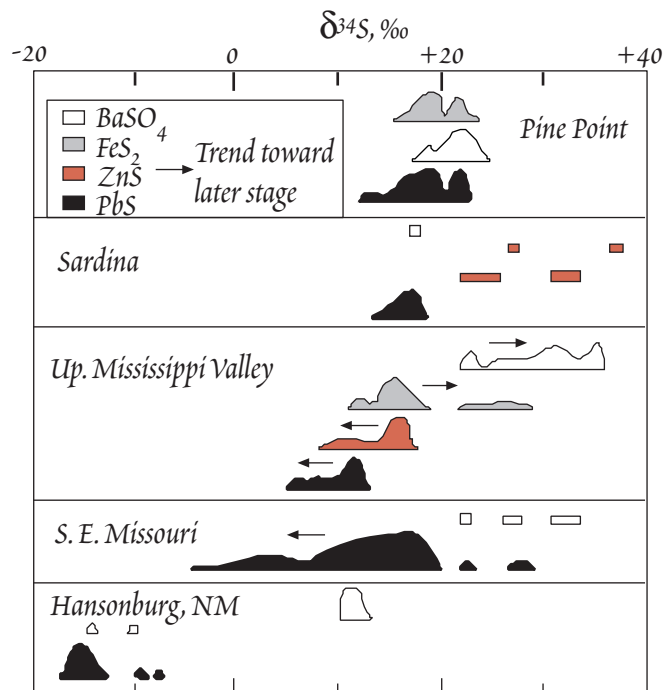 δ³⁴S, ‰
-20 0 +20 +40
BaSO₄
FeS₂
ZnS
PbS
Trend toward
later stage
Pine Point
Sardina
Up. Mississippi Valley
S. E. Missouri
Hansonburg, NM